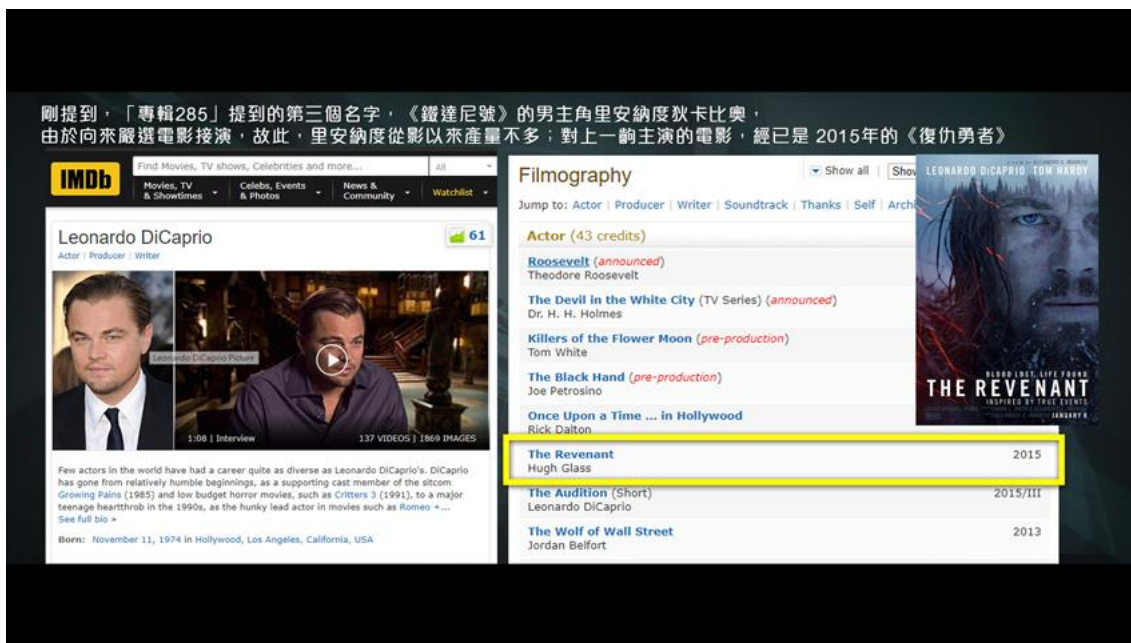 剛提到，「專輯285」提到的第三個名字，《鐵達尼號》的男主角里安納度狄卡比奧，
由於向來嚴選電影接演，故此，里安納度從影以來產量不多；對上一齣主演的電影，經已是 2015年的《復仇勇者》
IMDb
Find Movies, TV shows, Celebrities and more...
All
Movies, TV & Showtimes
Celebs, Events & Photos
News & Community
Watchlist
Leonardo DiCaprio
61
Actor | Producer | Writer
Leonardo DiCaprio Picture
1:08 | Interview
137 VIDEOS | 1869 IMAGES
Few actors in the world have had a career quite as diverse as Leonardo DiCaprio's. DiCaprio
has gone from relatively humble beginnings, as a supporting cast member of the sitcom
Growing Pains (1985) and low budget horror movies, such as Critters 3 (1991), to a major
teenage heartthrob in the 1990s, as the hunky lead actor in movies such as Romeo +...
See full bio »
Born: November 11, 1974 in Hollywood, Los Angeles, California, USA
Filmography
Show all
Jump to: Actor | Producer | Writer | Soundtrack | Thanks | Self |
Actor (43 credits)
Roosevelt (announced)
Theodore Roosevelt
The Devil in the White City (TV Series) (announced)
Dr. H. H. Holmes
Killers of the Flower Moon (pre-production)
Tom White
The Black Hand (pre-production)
Joe Petrosino
Once Upon a Time ... in Hollywood
Rick Dalton
The Revenant 2015
Hugh Glass
The Audition (Short) 2015/III
Leonardo DiCaprio
The Wolf of Wall Street 2013
Jordan Belfort
LEONARDO DICAPRIO TOM HARDY
BLOOD LOST. LIFE FOUND.
THE REVENANT
INSPIRED BY TRUE EVENTS
JANUARY 8